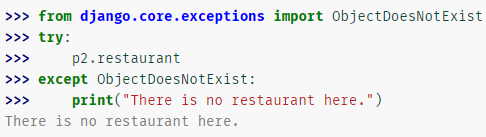 >>> from django.core.exceptions import ObjectDoesNotExist
>>> try:
>>>     p2.restaurant
>>> except ObjectDoesNotExist:
>>>     print("There is no restaurant here.")
There is no restaurant here.